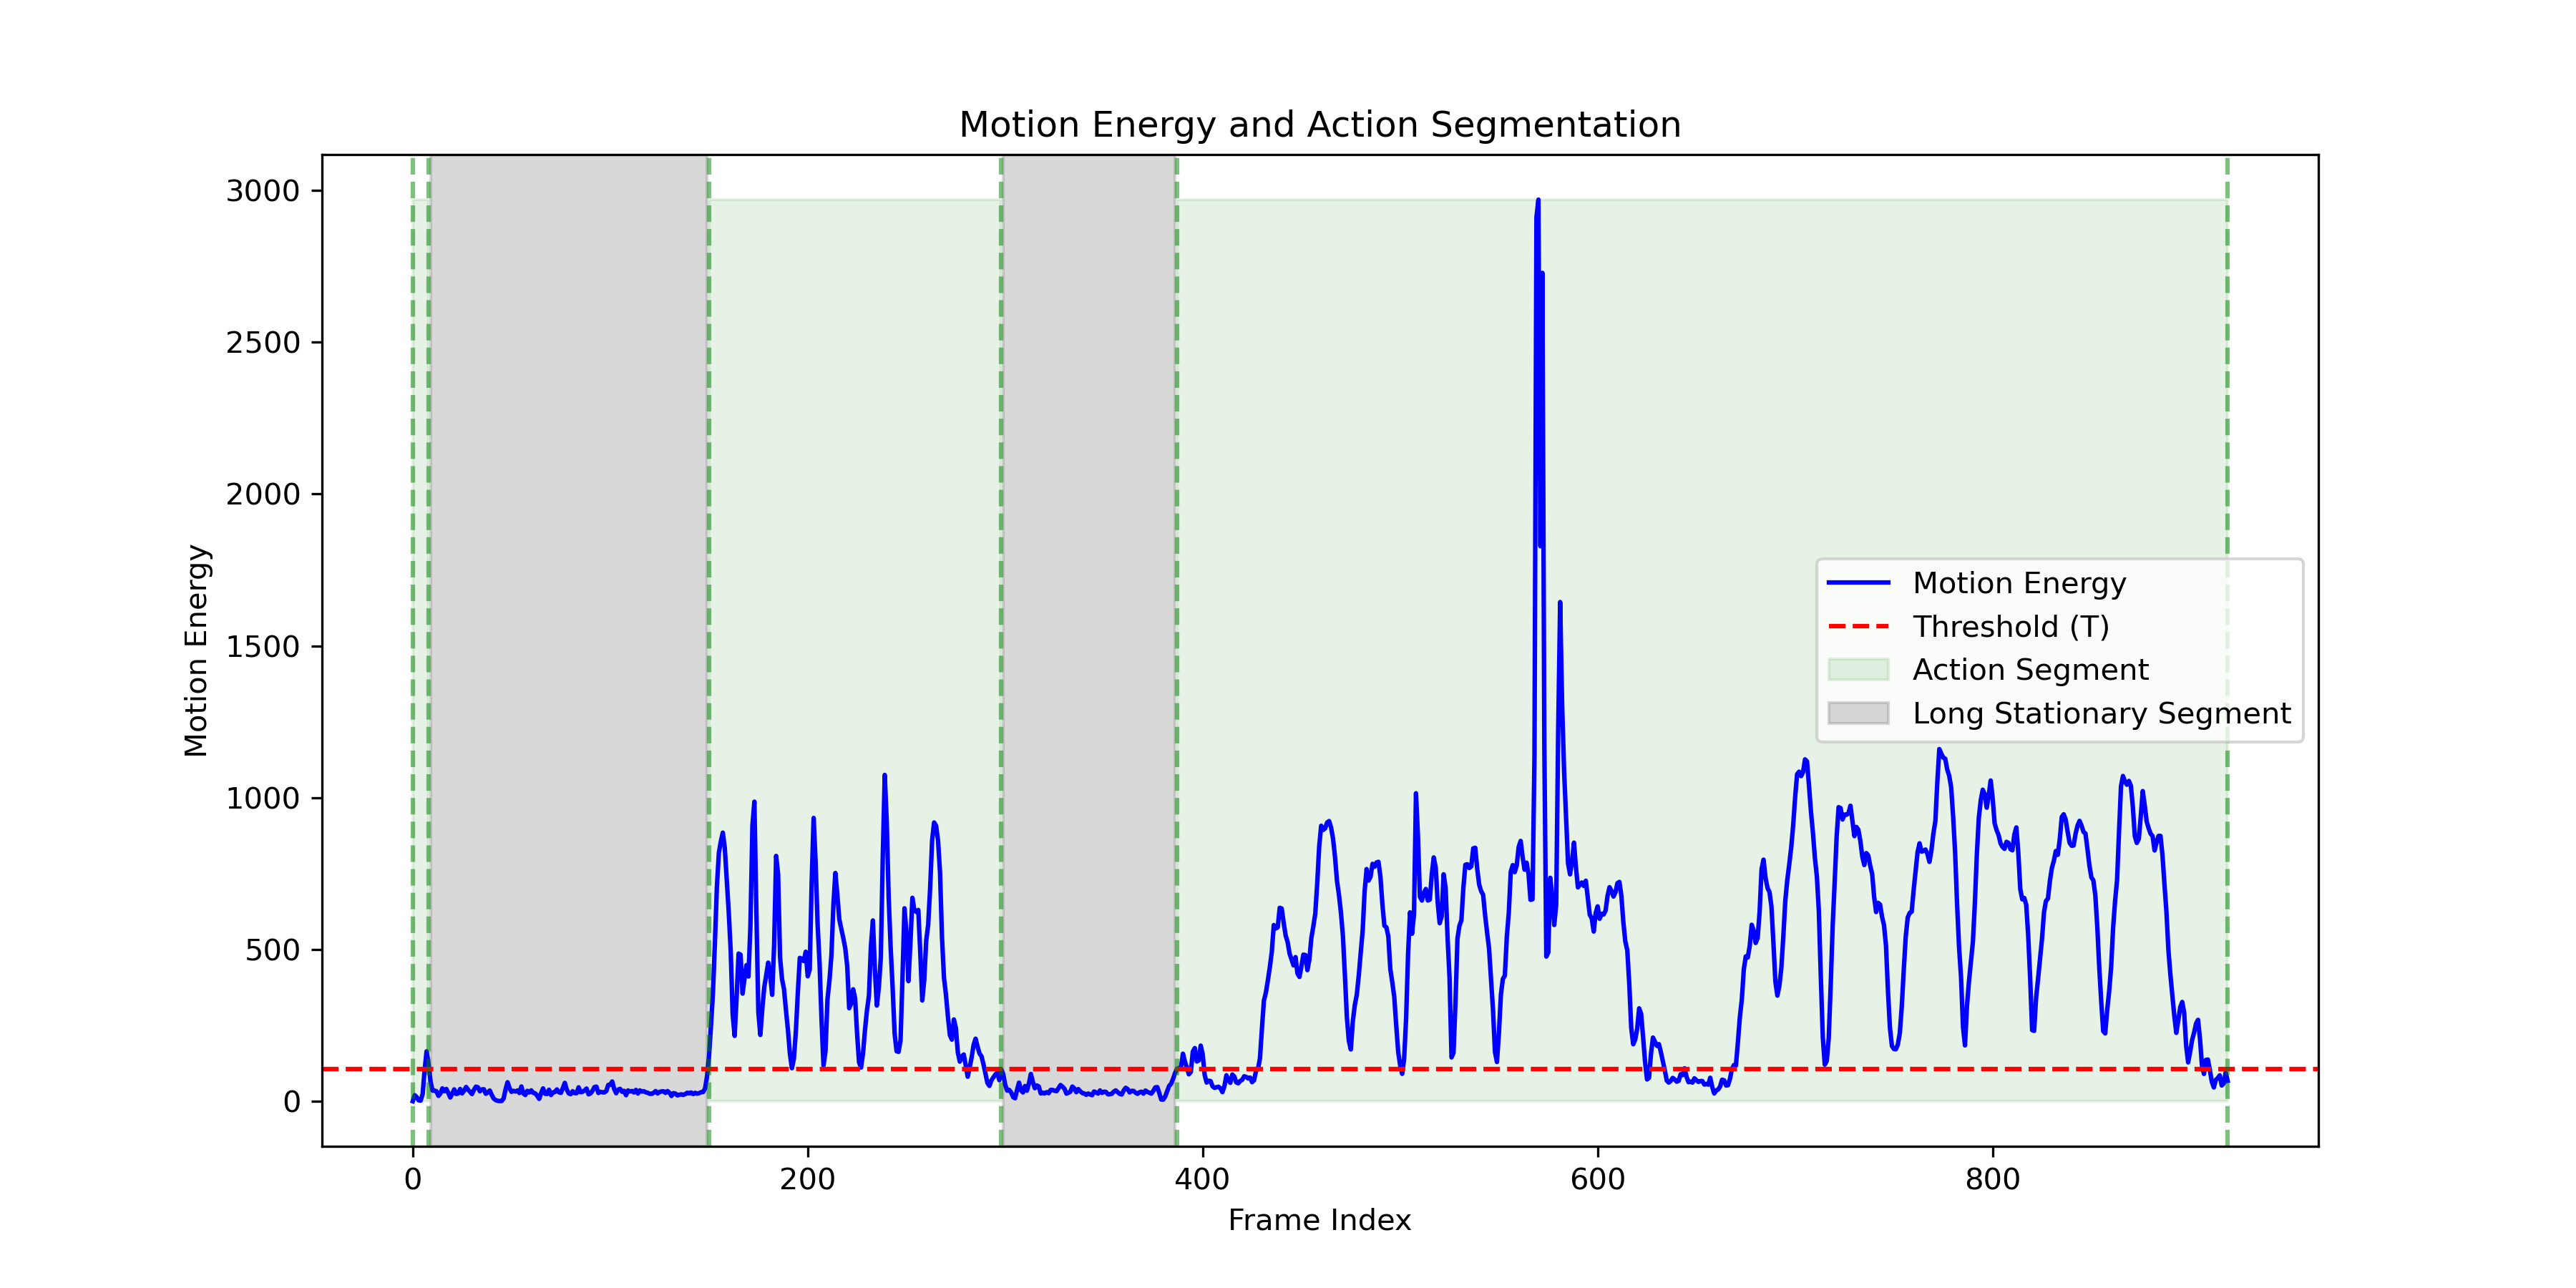 Motion Energy and Action Segmentation
3000
2500
2000
1500
1000
500
0
Motion Energy
Motion Energy
Threshold (T)
Action Segment
Long Stationary Segment
0
200
400
600
800
Frame Index